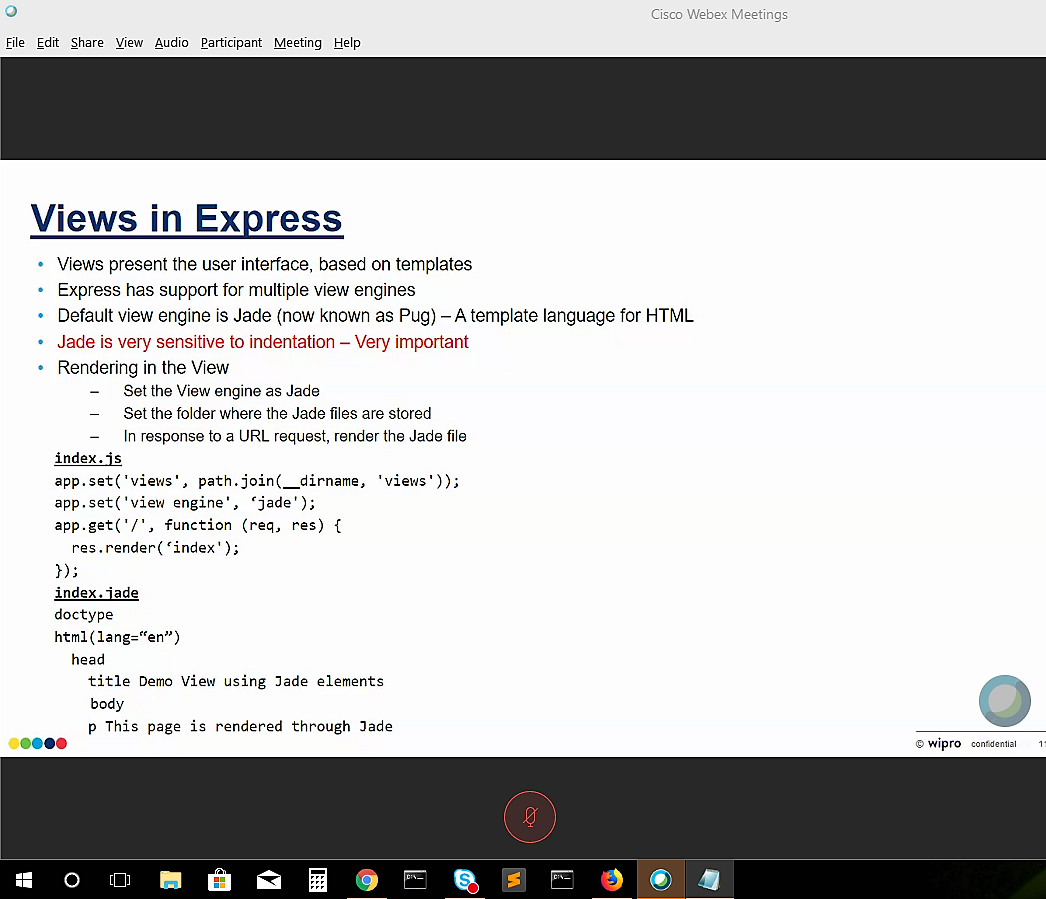 Cisco Webex Meetings
File Edit Share View Audio Participant Meeting Help
Views in Express
• Views present the user interface, based on templates
• Express has support for multiple view engines
• Default view engine is Jade (now known as Pug) – A template language for HTML
• Jade is very sensitive to indentation – Very important
• Rendering in the View
– Set the View engine as Jade
– Set the folder where the Jade files are stored
– In response to a URL request, render the Jade file
index.js
app.set('views', path.join(__dirname, 'views'));
app.set('view engine', ‘jade');
app.get('/', function (req, res) {
res.render(‘index');
});
index.jade
doctype
html(lang=“en”)
head
title Demo View using Jade elements
body
p This page is rendered through Jade
© wipro confidential 11